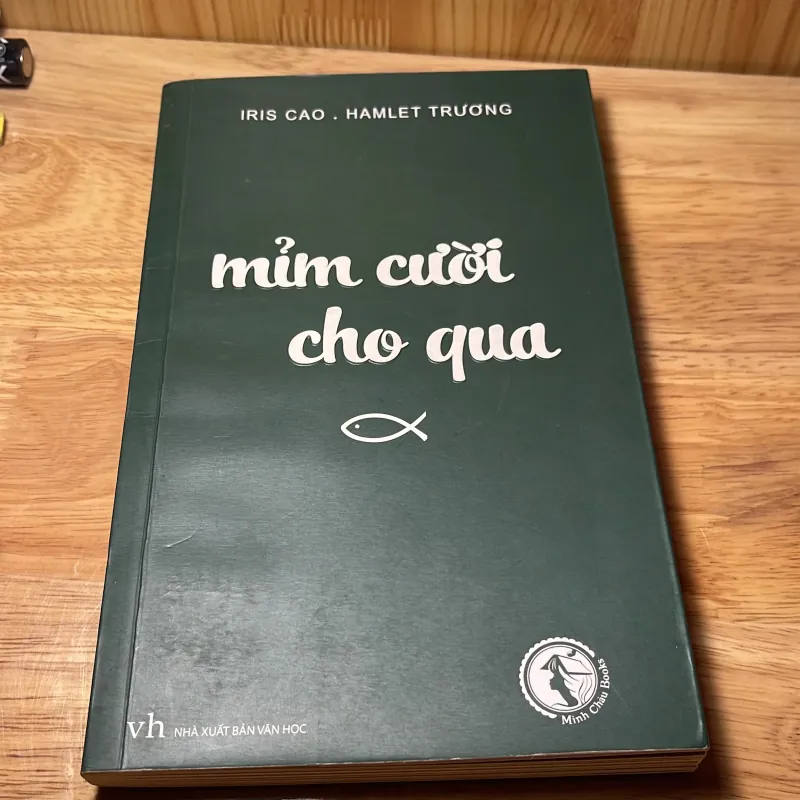 IRIS CAO . HAMLET TRƯƠNG
mỉm cười
cho qua
Minh Châu Books
vh NHÀ XUẤT BẢN VĂN HỌC